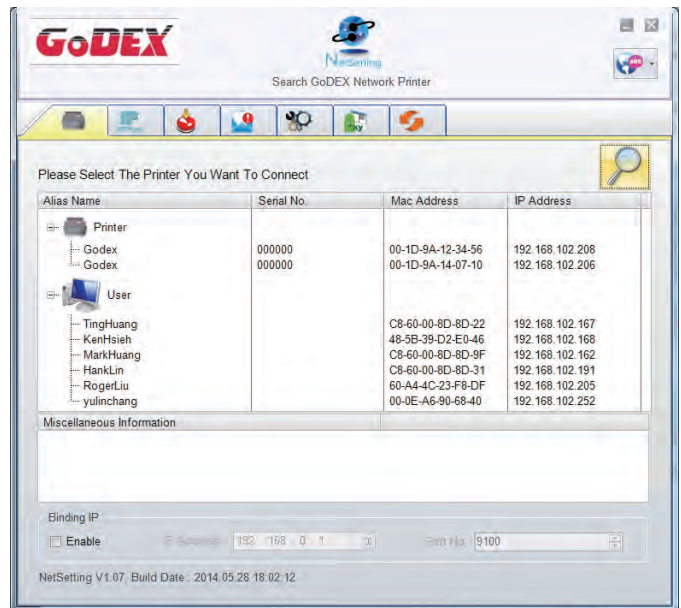 GODEX
NetSetting
Search GoDEX Network Printer
Please Select The Printer You Want To Connect
Alias Name Serial No. Mac Address IP Address
Printer
Godex 000000 00-1D-9A-12-34-56 192.168.102.208
Godex 000000 00-1D-9A-14-07-10 192.168.102.206
User
TingHuang C8-60-00-8D-8D-22 192.168.102.167
KenHsieh 48-5B-39-D2-E0-46 192.168.102.168
MarkHuang C8-60-00-8D-8D-9F 192.168.102.162
HankLin C8-60-00-8D-8D-31 192.168.102.191
RogerLiu 60-A4-4C-23-F8-DF 192.168.102.205
yulinchang 00-0E-A6-90-68-40 192.168.102.252
Miscellaneous Information
Binding IP
Enable IP Address 192 . 168 . 0 . 1 Port No. 9100
NetSetting V1.07, Build Date : 2014.05.28 18:02:12